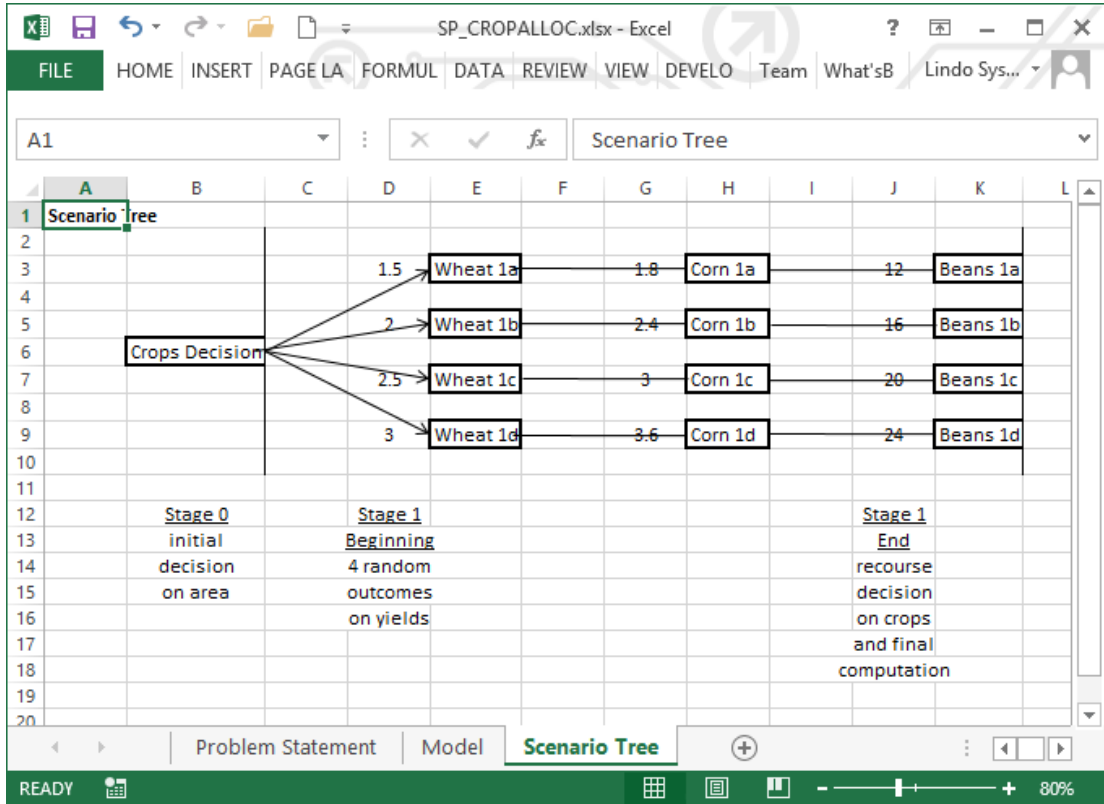 SP_CROPALLOC.xlsx - Excel ?
FILE HOME INSERT PAGE LA FORMUL DATA REVIEW VIEW DEVELO Team What'sB Lindo Sys...
A1 fx Scenario Tree
A B C D E F G H I J K L
1 Scenario Tree
2
3 1.5 Wheat 1a 1.8 Corn 1a 12 Beans 1a
4
5 2 Wheat 1b 2.4 Corn 1b 16 Beans 1b
6 Crops Decision
7 2.5 Wheat 1c 3 Corn 1c 20 Beans 1c
8
9 3 Wheat 1d 3.6 Corn 1d 24 Beans 1d
10
11
12 Stage 0 Stage 1 Stage 1
13 initial Beginning End
14 decision 4 random recourse
15 on area outcomes decision
16 on yields on crops
17 and final
18 computation
19
20
Problem Statement Model Scenario Tree
READY 80%